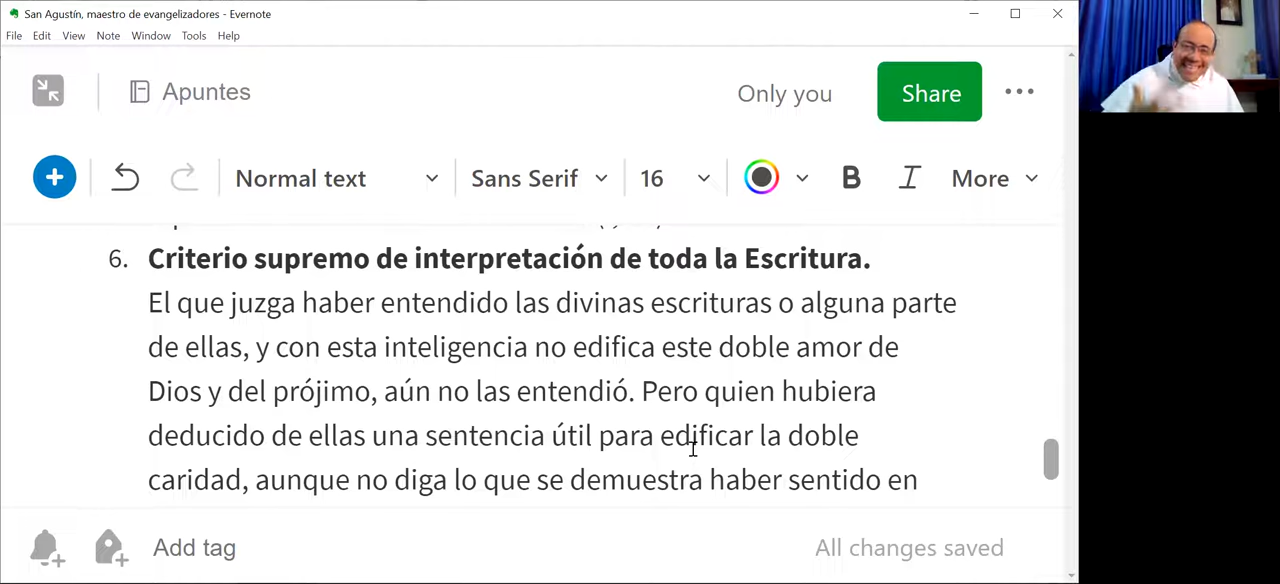 San Agustín, maestro de evangelizadores - Evernote
File Edit View Note Window Tools Help
Apuntes
Only you
Share
Normal text
Sans Serif
16
B
I
More
6. Criterio supremo de interpretación de toda la Escritura.
El que juzga haber entendido las divinas escrituras o alguna parte
de ellas, y con esta inteligencia no edifica este doble amor de
Dios y del prójimo, aún no las entendió. Pero quien hubiera
deducido de ellas una sentencia útil para edificar la doble
caridad, aunque no diga lo que se demuestra haber sentido en
Add tag
All changes saved